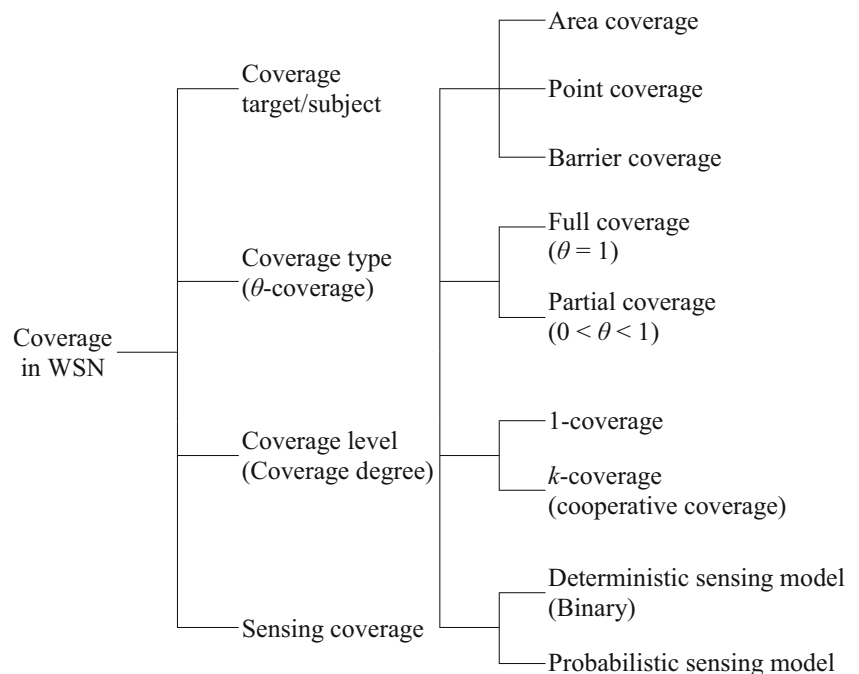 Coverage
in WSN
Coverage
target/subject
Area coverage
Point coverage
Barrier coverage
Coverage type
(θ-coverage)
Full coverage
(θ = 1)
Partial coverage
(0 < θ < 1)
Coverage level
(Coverage degree)
1-coverage
k-coverage
(cooperative coverage)
Sensing coverage
Deterministic sensing model
(Binary)
Probabilistic sensing model